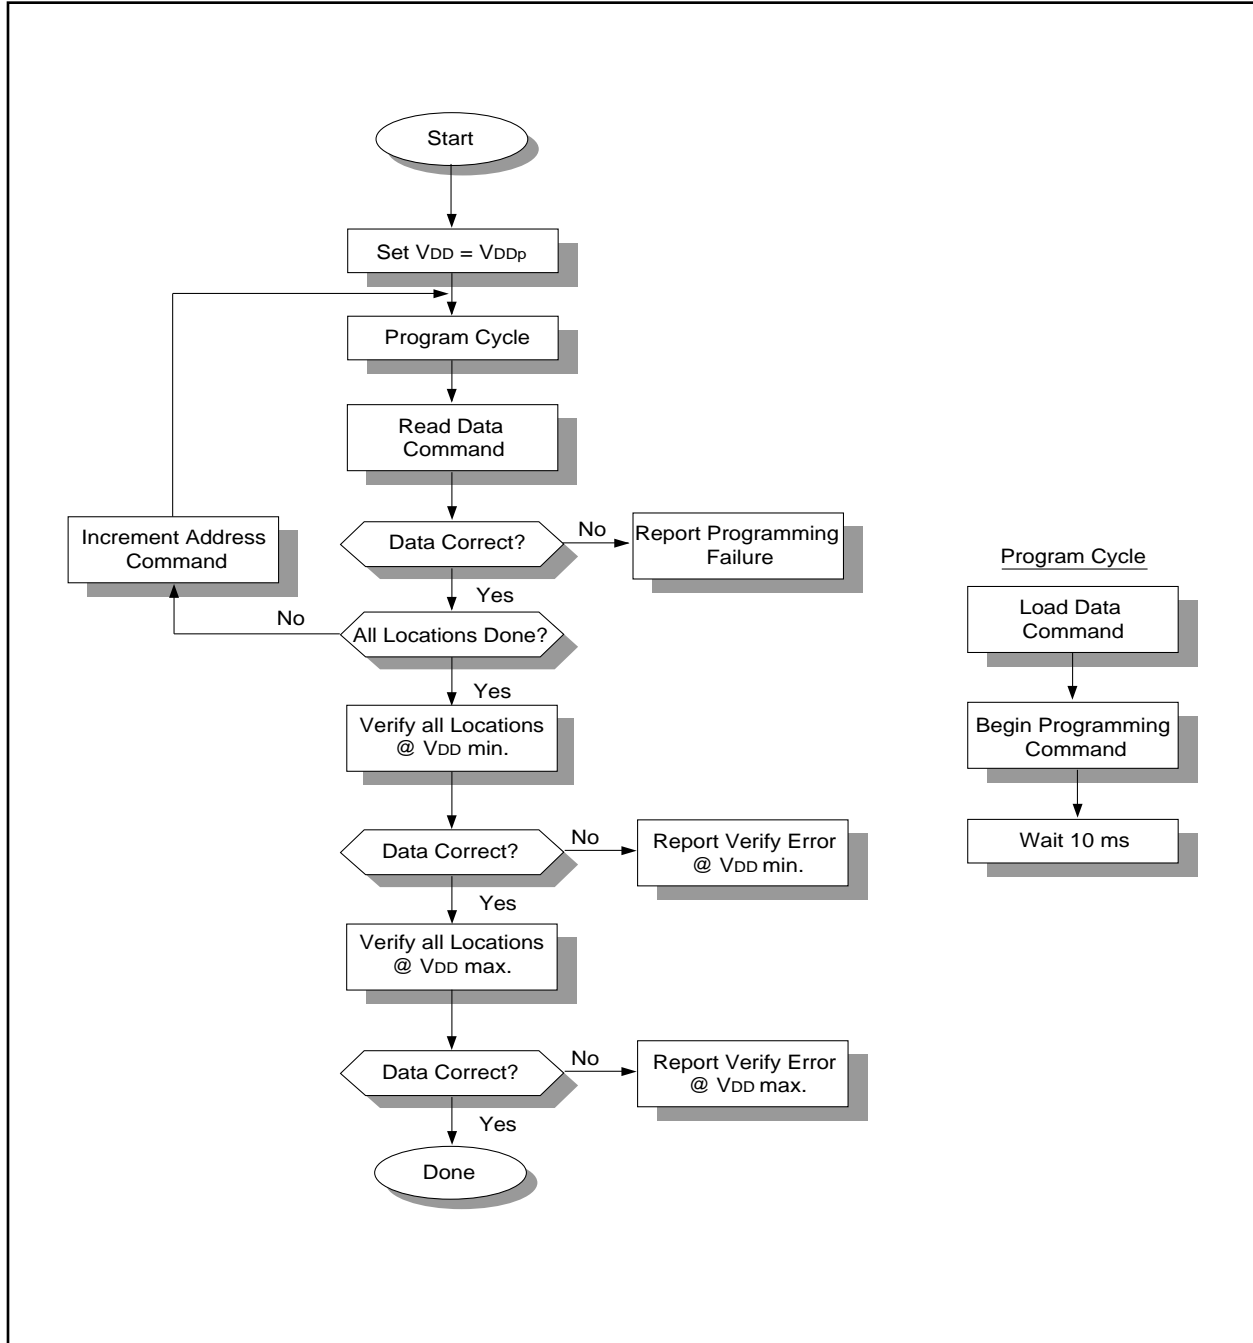 Start
Set VDD = VDDp
Program Cycle
Read Data
Command
Data Correct?
No
Report Programming
Failure
Yes
Increment Address
Command
No
All Locations Done?
Yes
Verify all Locations
@ VDD min.
Data Correct?
No
Report Verify Error
@ VDD min.
Yes
Verify all Locations
@ VDD max.
Data Correct?
No
Report Verify Error
@ VDD max.
Yes
Done
Program Cycle
Load Data
Command
Begin Programming
Command
Wait 10 ms